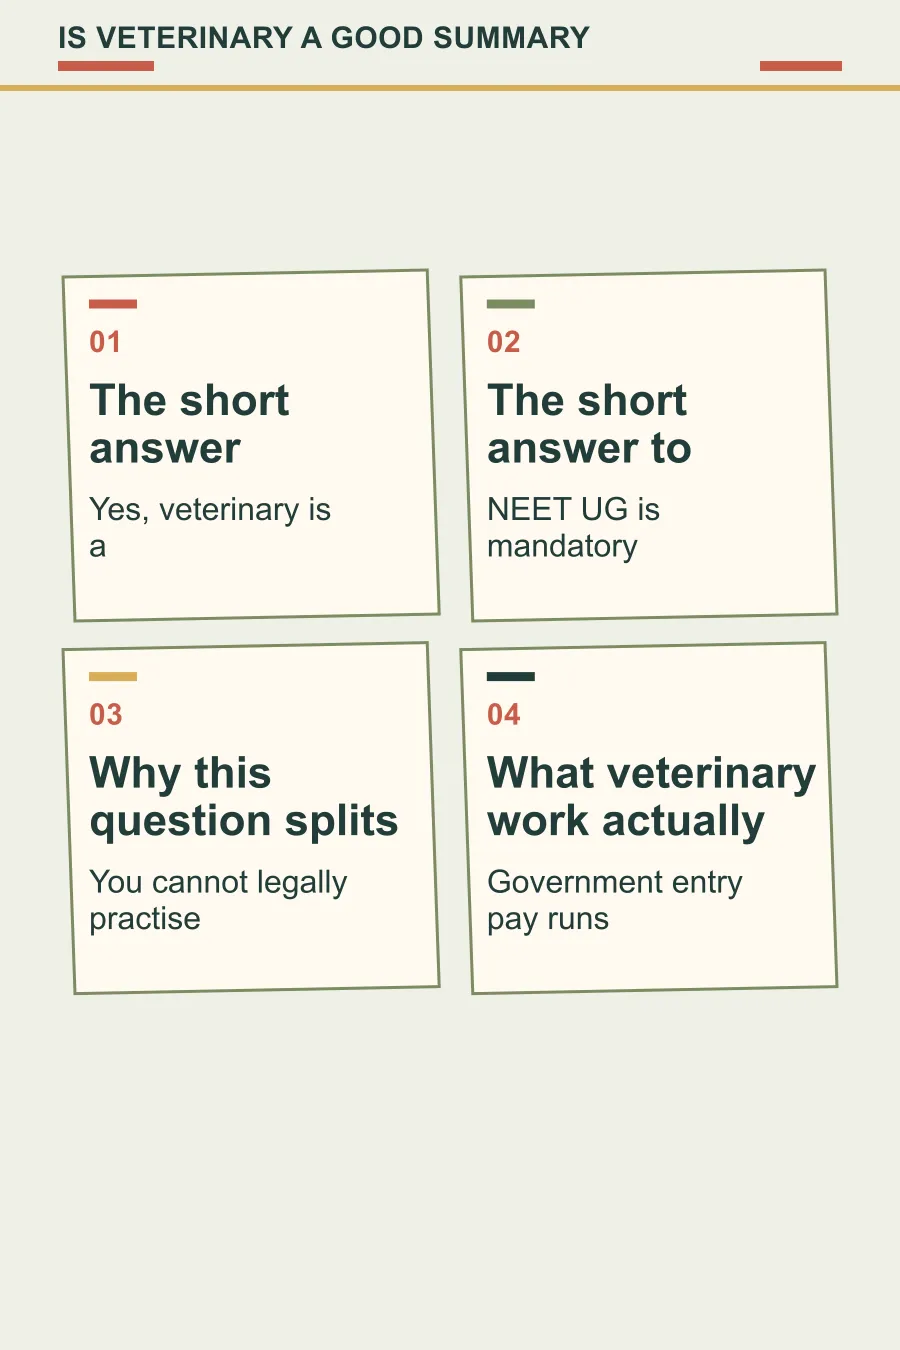 IS VETERINARY A GOOD SUMMARY
01
The short
answer
Yes, veterinary is
a
02
The short
answer to
NEET UG is
mandatory
03
Why this
question splits
You cannot legally
practise
04
What veterinary
work actually
Government entry
pay runs